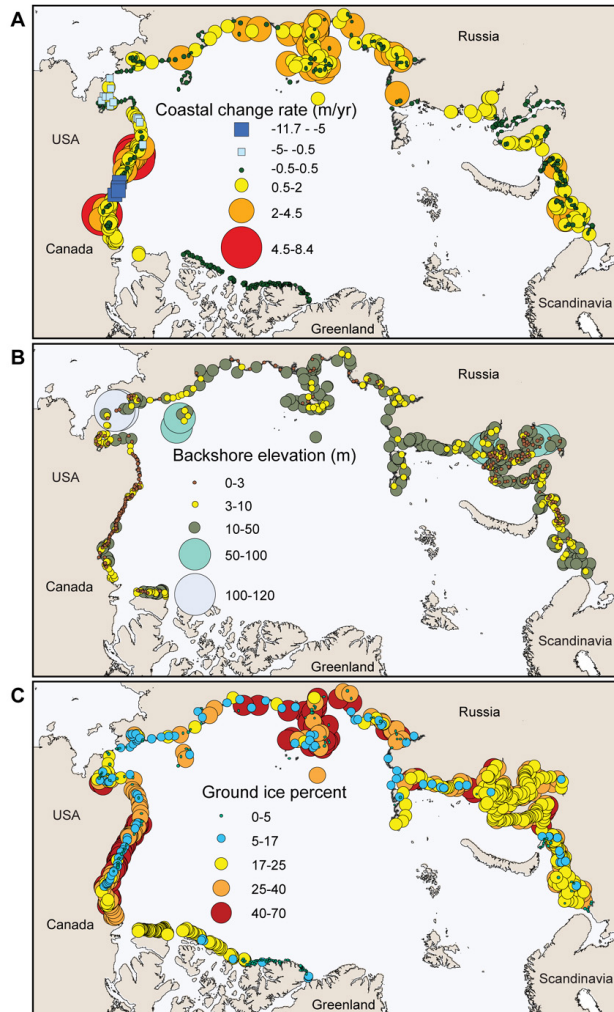 A
Russia
USA
Coastal change rate (m/yr)
-11.7 - -5
-5- -0.5
-0.5-0.5
0.5-2
2-4.5
4.5-8.4
Canada
Scandinavia
Greenland
B
Russia
USA
Backshore elevation (m)
0-3
3-10
10-50
50-100
100-120
Canada
Scandinavia
Greenland
C
Russia
USA
Ground ice percent
0-5
5-17
17-25
25-40
40-70
Canada
Scandinavia
Greenland